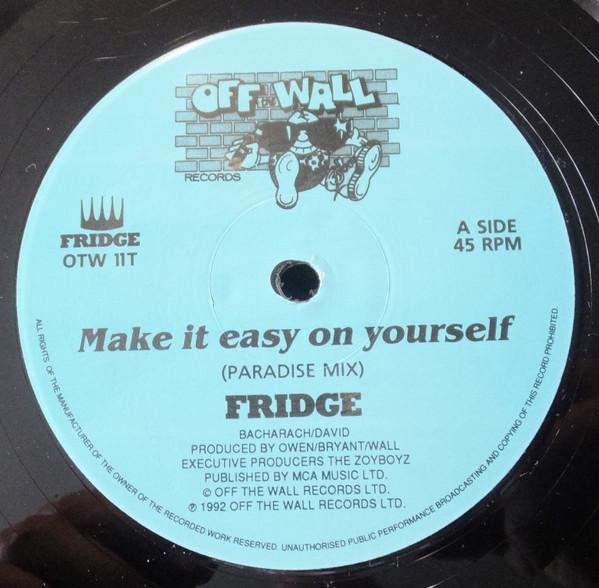 OFF THE WALL
RECORDS
FRIDGE
OTW 11T
A SIDE
45 RPM
Make it easy on yourself
(PARADISE MIX)
FRIDGE
BACHARACH/DAVID
PRODUCED BY OWEN/BRYANT/WALL
EXECUTIVE PRODUCERS THE ZOYBOYZ
PUBLISHED BY MCA MUSIC LTD.
© OFF THE WALL RECORDS LTD.
℗ 1992 OFF THE WALL RECORDS LTD.
ALL RIGHTS OF THE MANUFACTURER OF THE OWNER OF THE RECORDED WORK RESERVED. UNAUTHORISED PUBLIC PERFORMANCE BROADCASTING AND COPYING OF THIS RECORD PROHIBITED.